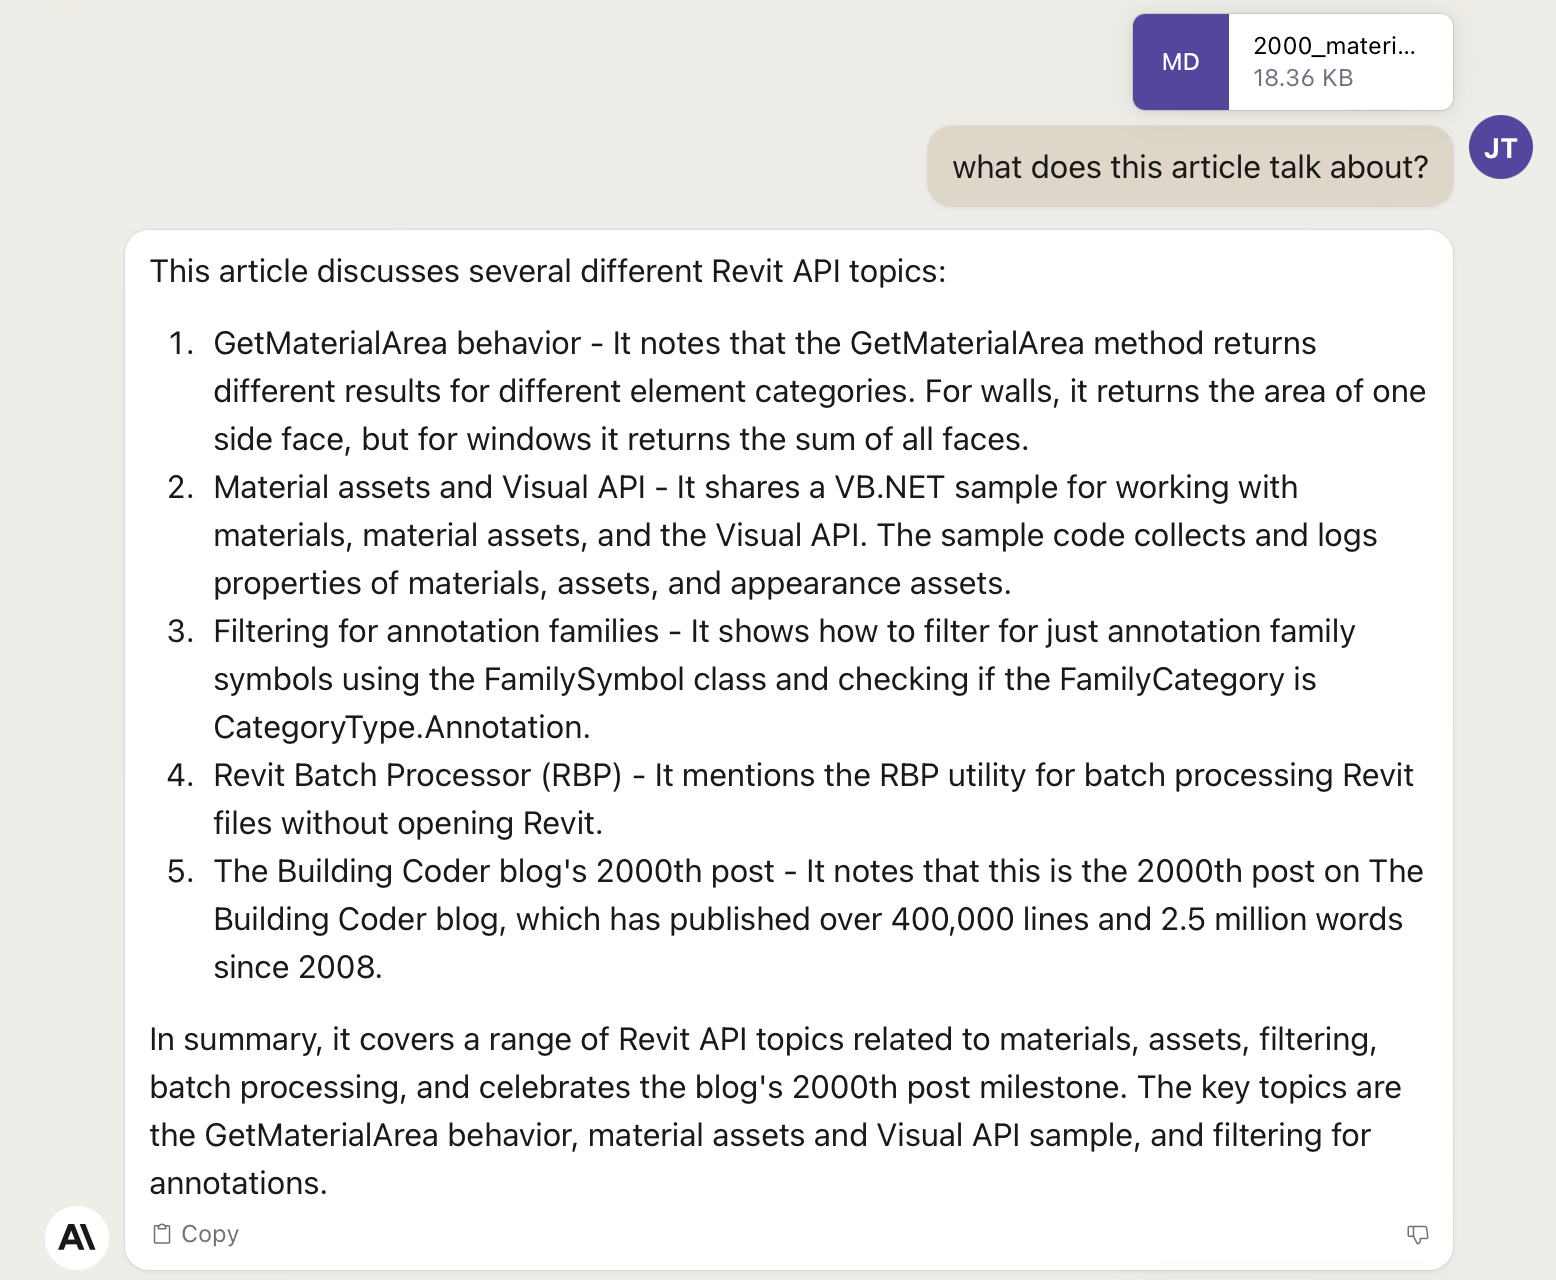 MD
2000_materi...
18.36 KB
JT
what does this article talk about?
This article discusses several different Revit API topics:
1. GetMaterialArea behavior - It notes that the GetMaterialArea method returns
different results for different element categories. For walls, it returns the area of one
side face, but for windows it returns the sum of all faces.
2. Material assets and Visual API - It shares a VB.NET sample for working with
materials, material assets, and the Visual API. The sample code collects and logs
properties of materials, assets, and appearance assets.
3. Filtering for annotation families - It shows how to filter for just annotation family
symbols using the FamilySymbol class and checking if the FamilyCategory is
CategoryType.Annotation.
4. Revit Batch Processor (RBP) - It mentions the RBP utility for batch processing Revit
files without opening Revit.
5. The Building Coder blog's 2000th post - It notes that this is the 2000th post on The
Building Coder blog, which has published over 400,000 lines and 2.5 million words
since 2008.
In summary, it covers a range of Revit API topics related to materials, assets, filtering,
batch processing, and celebrates the blog's 2000th post milestone. The key topics are
the GetMaterialArea behavior, material assets and Visual API sample, and filtering for
annotations.
A\
Copy